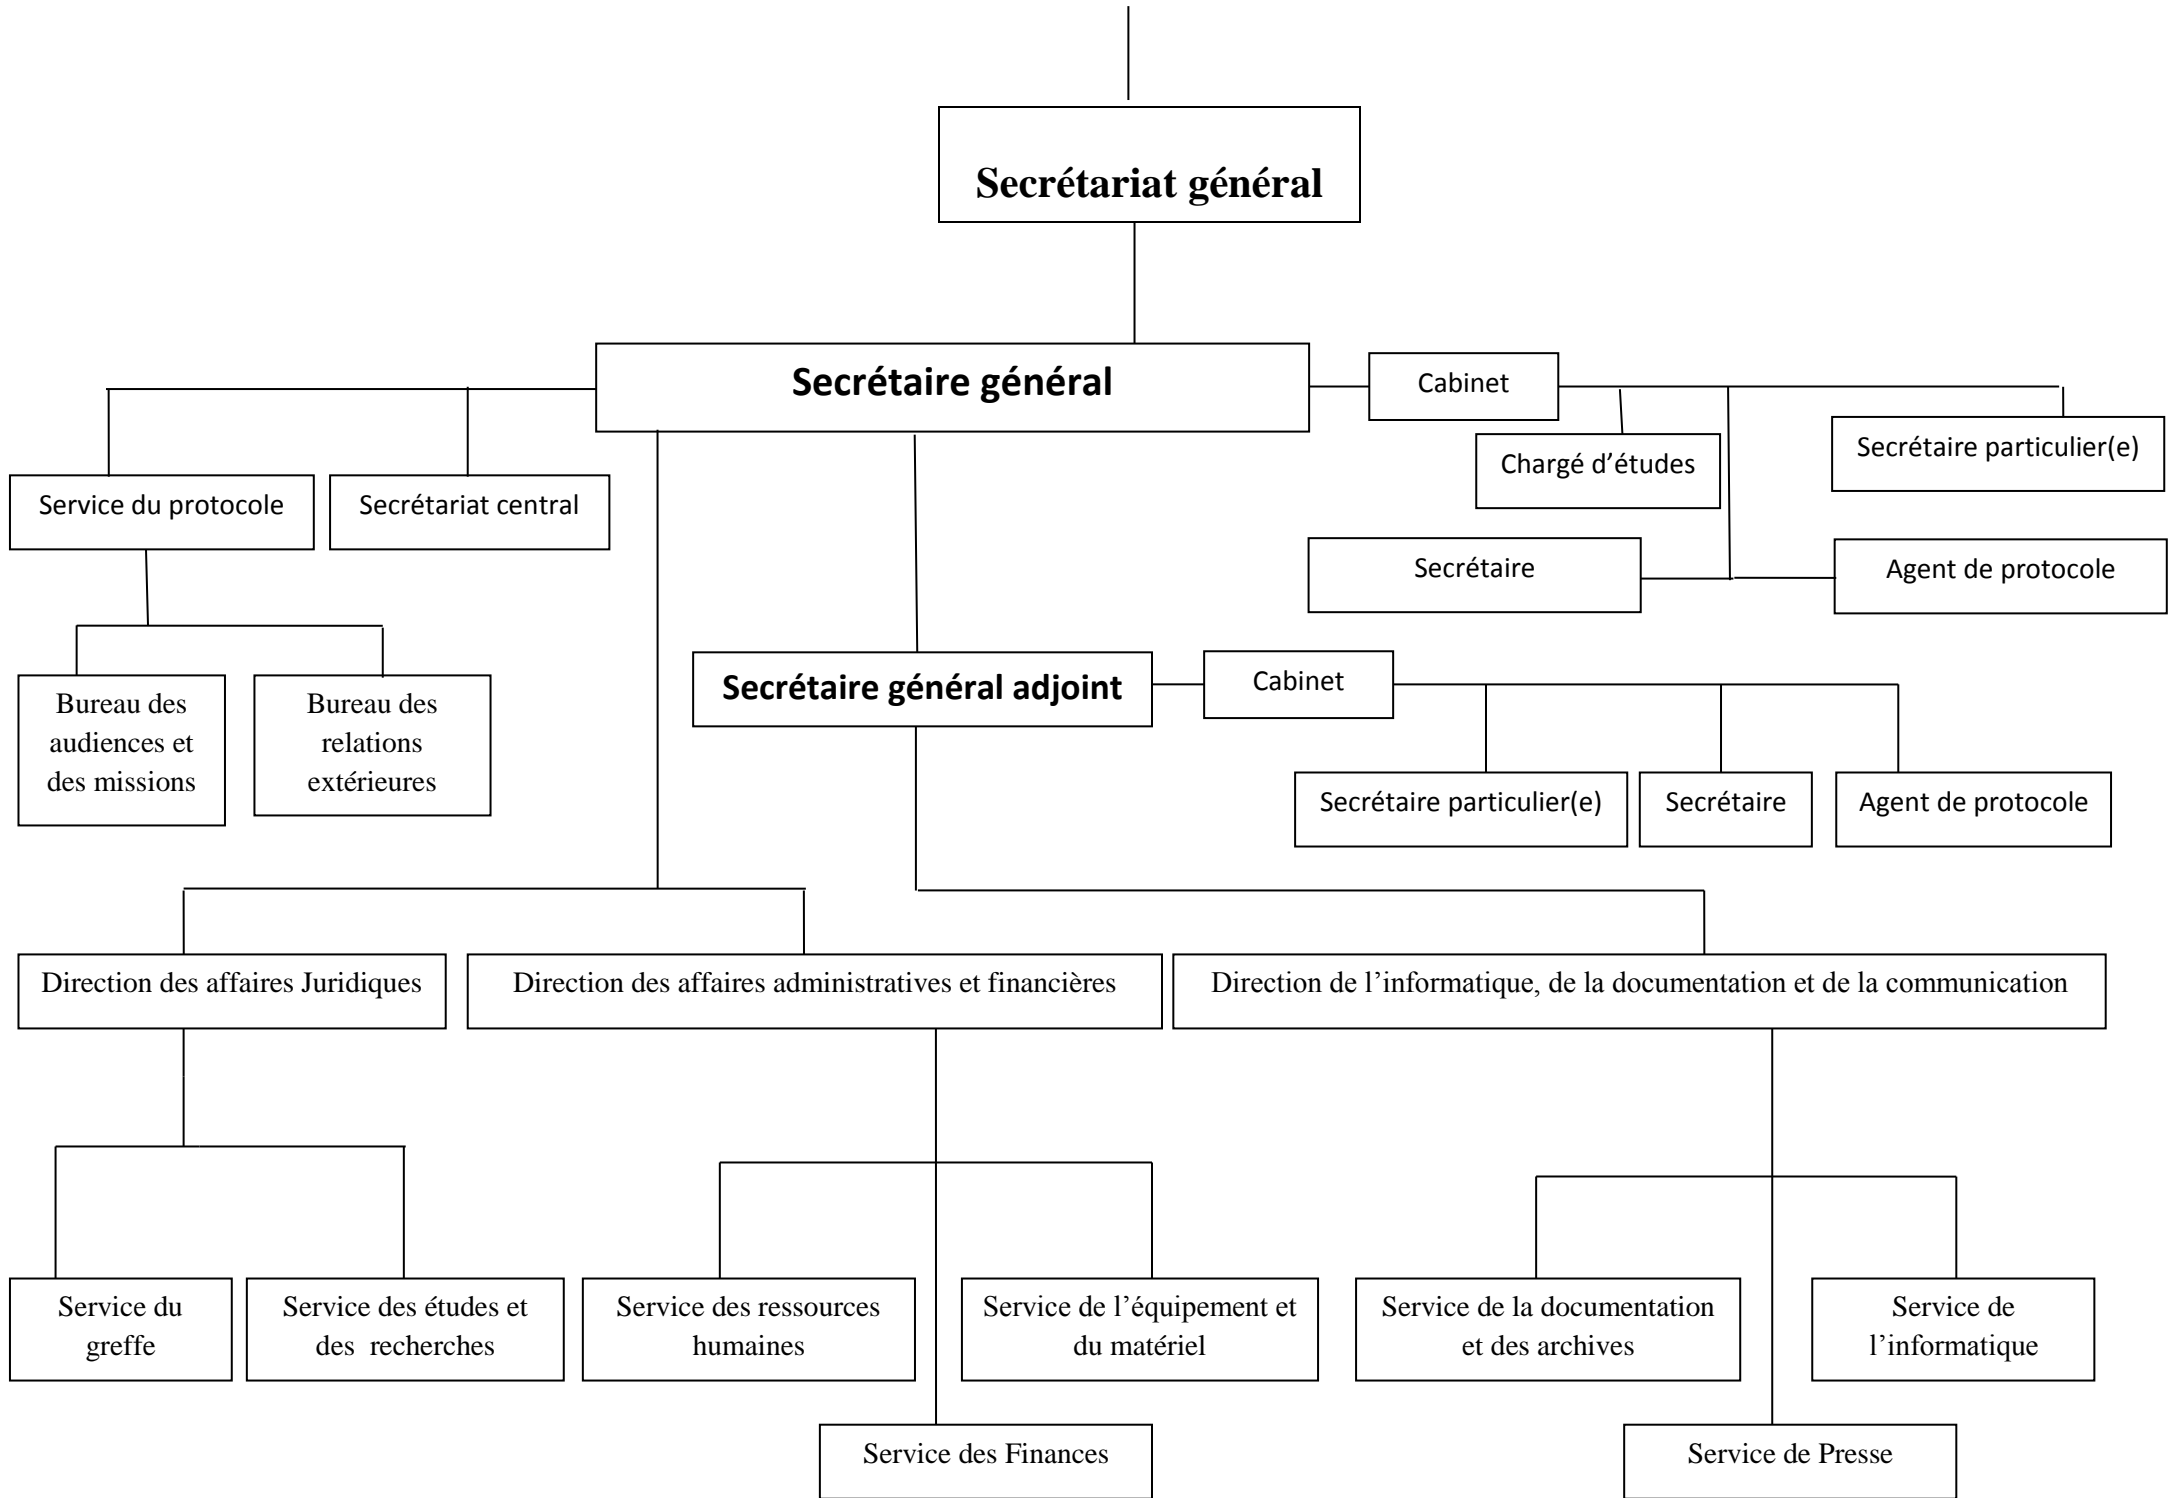 Secrétariat général
Secrétaire général
Cabinet
Chargé d’études
Secrétaire particulier(e)
Service du protocole
Secrétariat central
Secrétaire
Agent de protocole
Bureau des
audiences et
des missions
Bureau des
relations
extérieures
Secrétaire général adjoint
Cabinet
Secrétaire particulier(e)
Secrétaire
Agent de protocole
Direction des affaires Juridiques
Direction des affaires administratives et financières
Direction de l’informatique, de la documentation et de la communication
Service du
greffe
Service des études et
des  recherches
Service des ressources
humaines
Service de l’équipement et
du matériel
Service de la documentation
et des archives
Service de
l’informatique
Service des Finances
Service de Presse